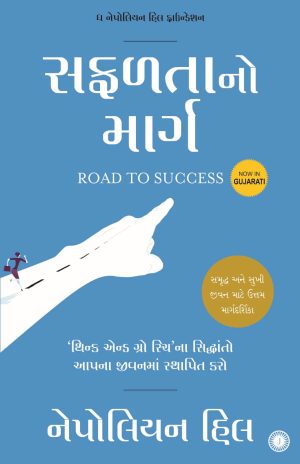 ધ નેપોલિયન હિલ ફાઉન્ડેશન
સફળતાનો
માર્ગ
ROAD TO SUCCESS
NOW IN
GUJARATI
સમૃદ્ધ અને સુખી
જીવન માટે ઉત્તમ
માર્ગદર્શિકા
‘થિન્ક એન્ડ ગ્રો રિચ’ના સિદ્ધાંતો
આપના જીવનમાં સ્થાપિત કરો
નેપોલિયન હિલ